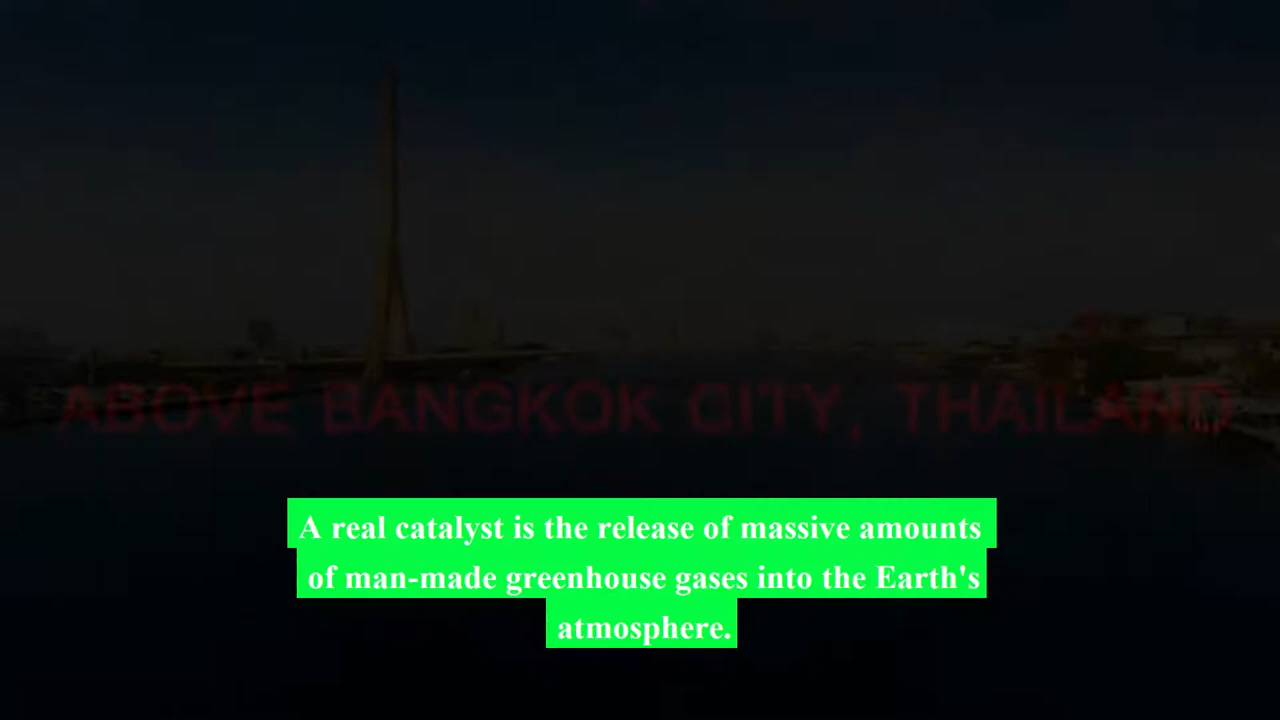 ABOVE BANGKOK CITY, THAILAND
A real catalyst is the release of massive amounts
of man-made greenhouse gases into the Earth's
atmosphere.